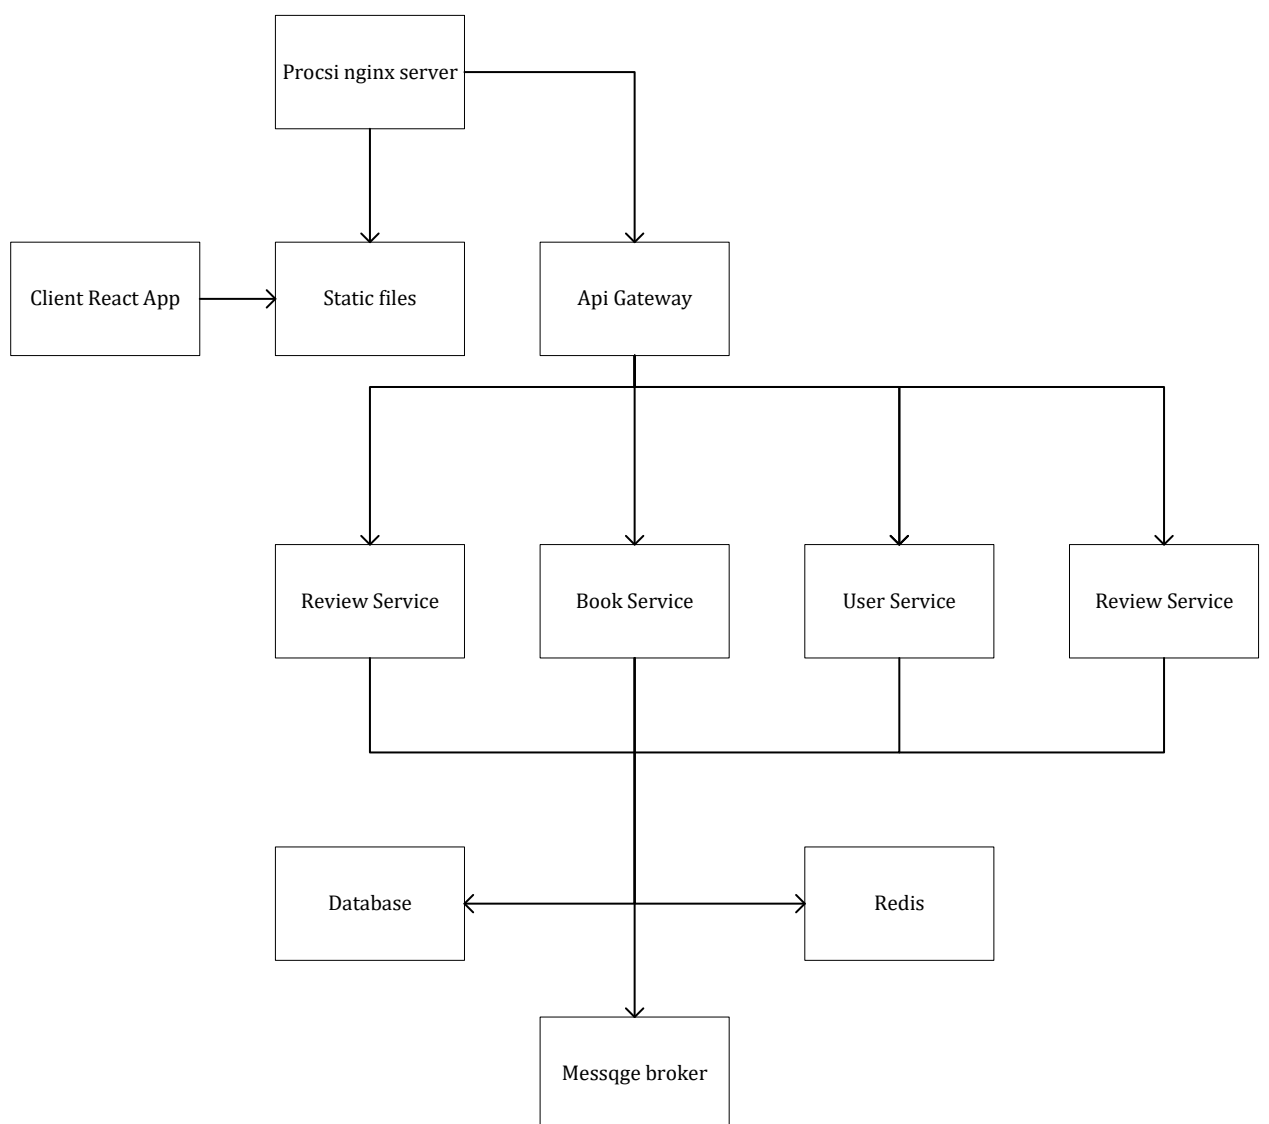 Procsi nginx server
Client React App
Static files
Api Gateway
Review Service
Book Service
User Service
Review Service
Database
Redis
Messqge broker